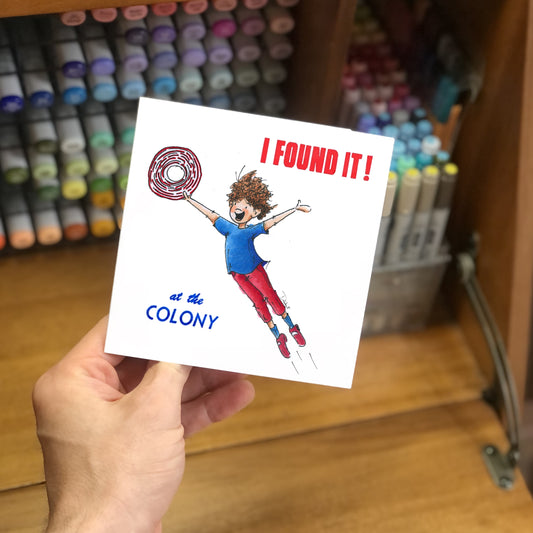 I FOUND IT!
at the
COLONY